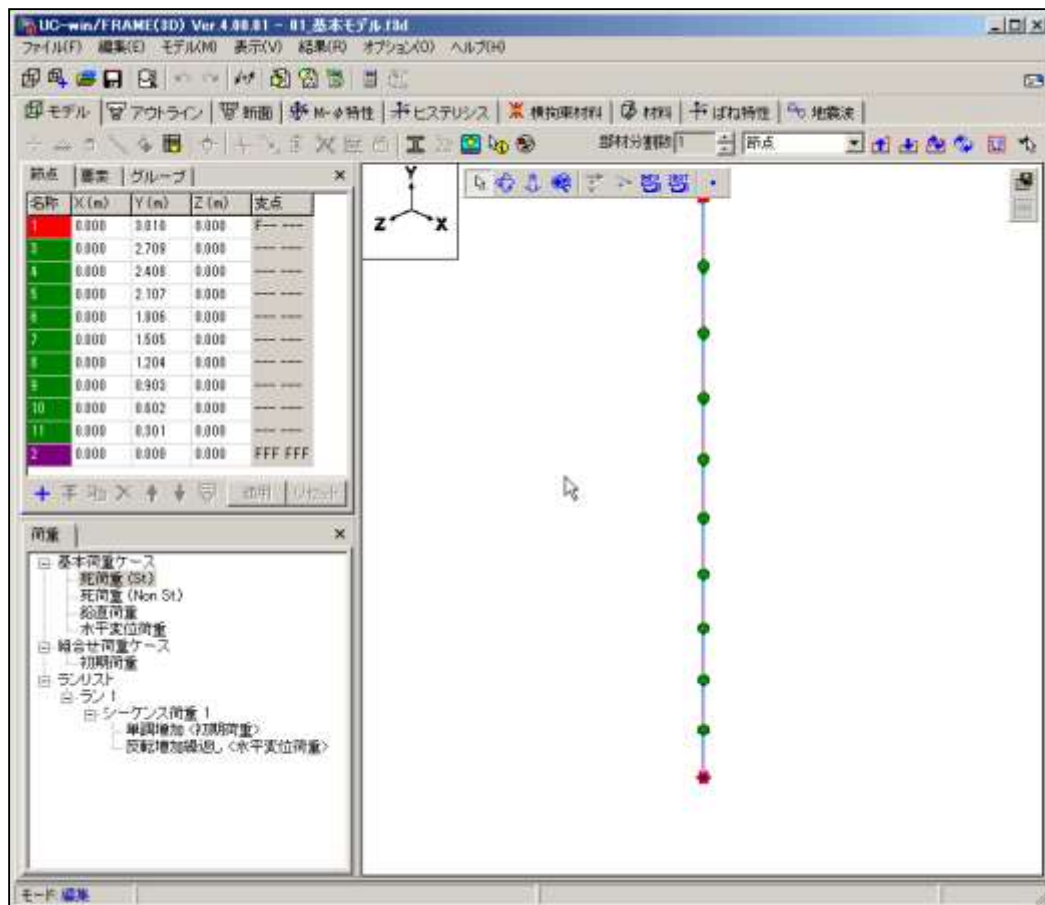 UC-win/FRAME(3D) Ver.4.00.01 - 01_基本モデル.f3d
ファイル(F) 編集(E) モデル(M) 表示(V) 結果(R) オプション(O) ヘルプ(H)
モデル アウトライン 断面 M-φ特性 ヒステリシス 横拘束材料 材料 ばね特性 地震波
部材分割数 1 節点
節点 要素 グループ
名称 X(m) Y(m) Z(m) 支点
1 0.000 3.010 0.000 F-- ---
3 0.000 2.709 0.000 --- ---
4 0.000 2.408 0.000 --- ---
5 0.000 2.107 0.000 --- ---
6 0.000 1.806 0.000 --- ---
7 0.000 1.505 0.000 --- ---
8 0.000 1.204 0.000 --- ---
9 0.000 0.903 0.000 --- ---
10 0.000 0.602 0.000 --- ---
11 0.000 0.301 0.000 --- ---
2 0.000 0.000 0.000 FFF FFF
適用 リセット
Y
Z X
荷重
基本荷重ケース
死荷重(St)
死荷重(Non St)
鉛直荷重
水平変位荷重
組合せ荷重ケース
初期荷重
ランリスト
ラン 1
シーケンス荷重 1
単調増加<初期荷重>
反転増加繰返し<水平変位荷重>
モード:編集